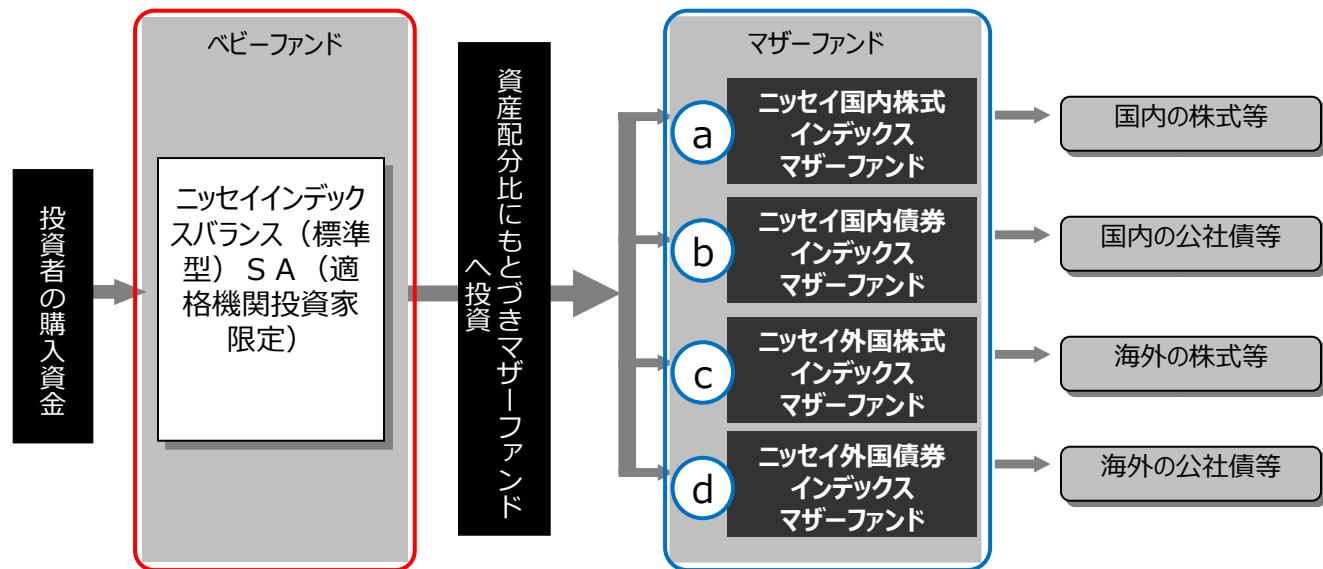 投資者の購入資金
ベビーファンド
ニッセイインデック
スバランス（標準
型）ＳＡ（適
格機関投資家
限定）
資産配分比にもとづきマザーファンド
へ投資
マザーファンド
a
ニッセイ国内株式
インデックス
マザーファンド
国内の株式等
b
ニッセイ国内債券
インデックス
マザーファンド
国内の公社債等
c
ニッセイ外国株式
インデックス
マザーファンド
海外の株式等
d
ニッセイ外国債券
インデックス
マザーファンド
海外の公社債等